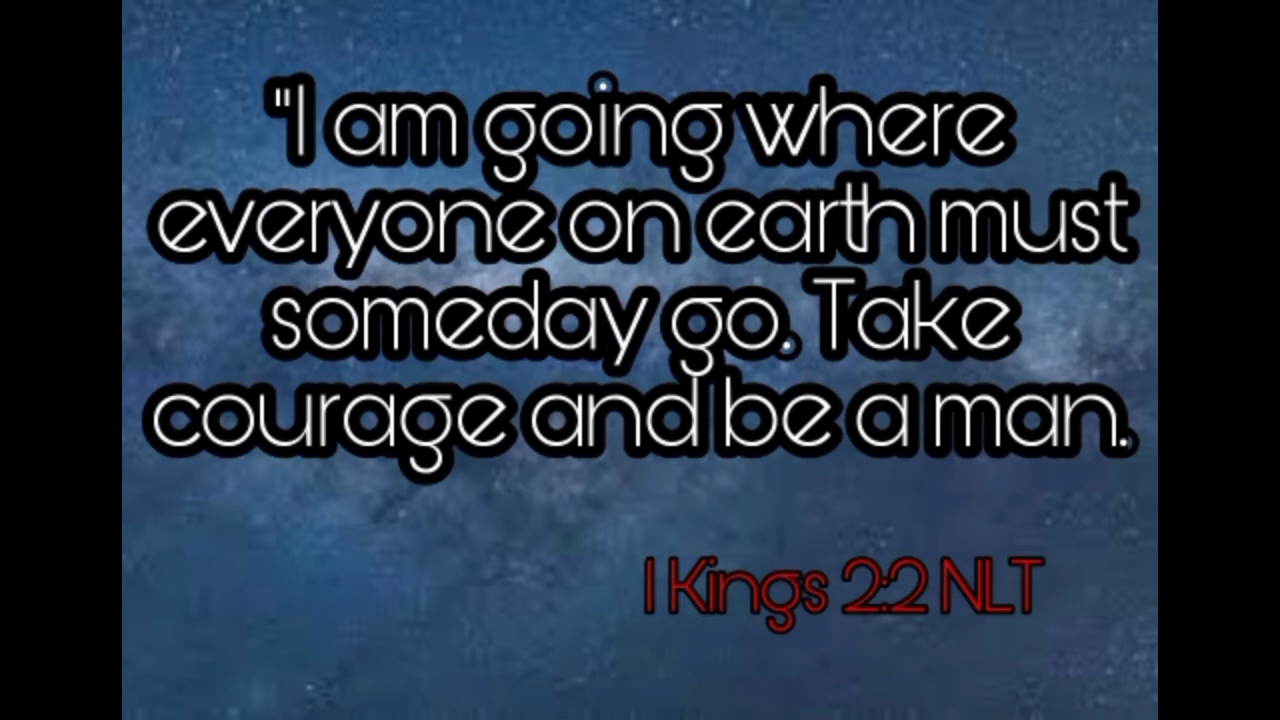 "I am going where
everyone on earth must
someday go. Take
courage and be a man.
I Kings 2:2 NLT